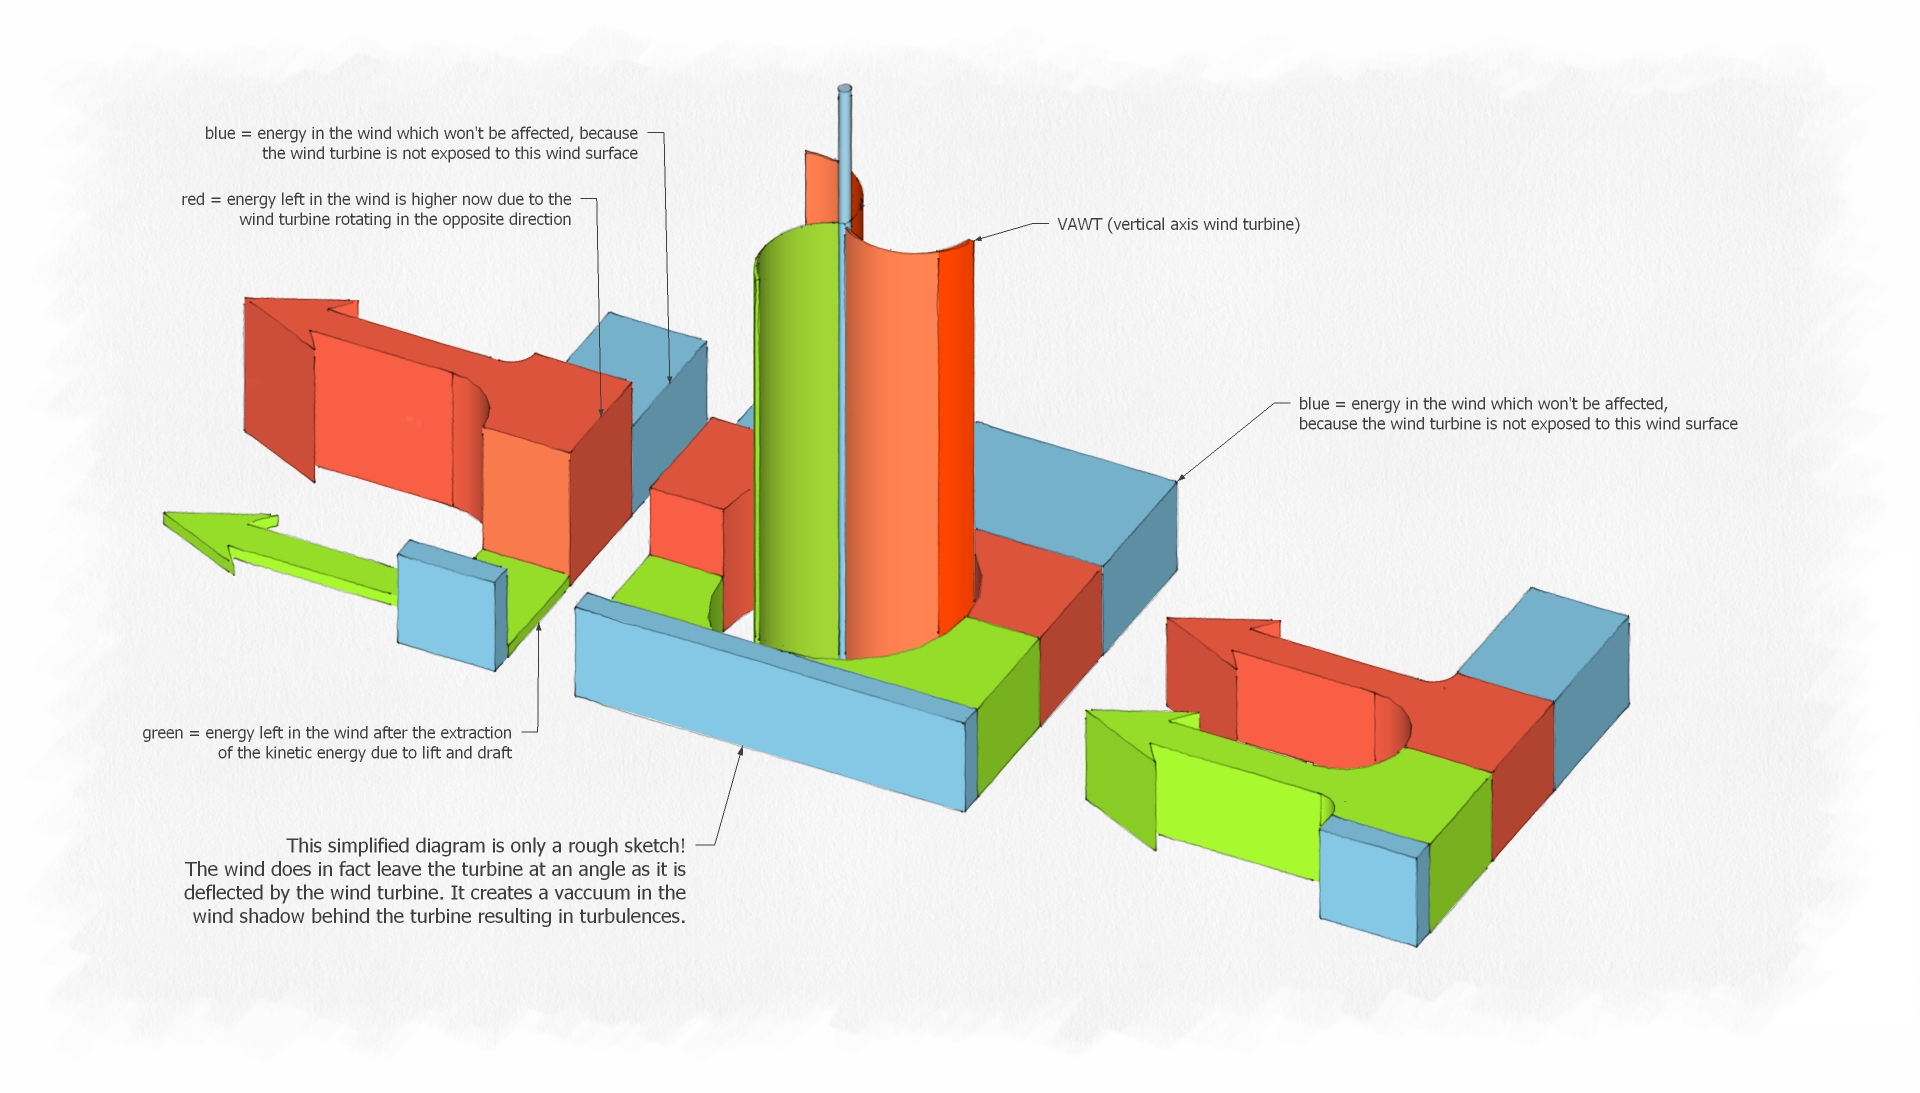 blue = energy in the wind which won't be affected, because
the wind turbine is not exposed to this wind surface
red = energy left in the wind is higher now due to the
wind turbine rotating in the opposite direction
VAWT (vertical axis wind turbine)
blue = energy in the wind which won't be affected,
because the wind turbine is not exposed to this wind surface
green = energy left in the wind after the extraction
of the kinetic energy due to lift and draft
This simplified diagram is only a rough sketch!
The wind does in fact leave the turbine at an angle as it is
deflected by the wind turbine. It creates a vaccuum in the
wind shadow behind the turbine resulting in turbulences.